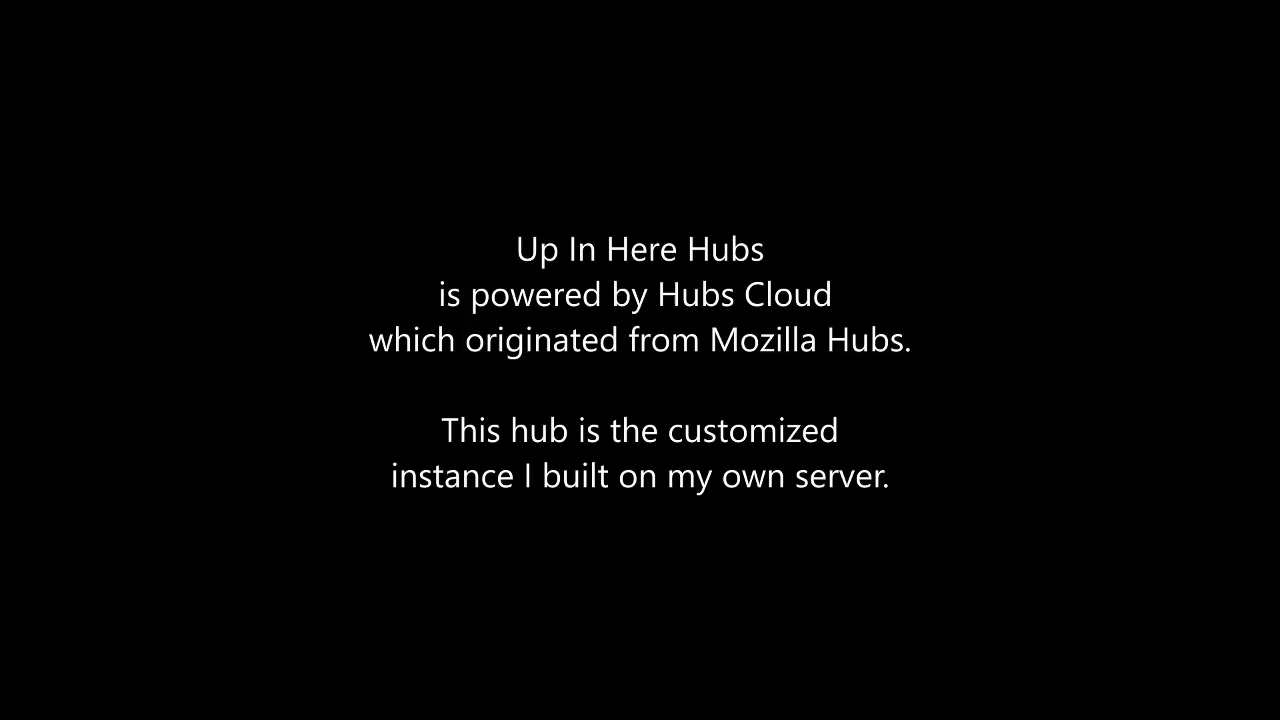 Up In Here Hubs
is powered by Hubs Cloud
which originated from Mozilla Hubs.
This hub is the customized
instance I built on my own server.